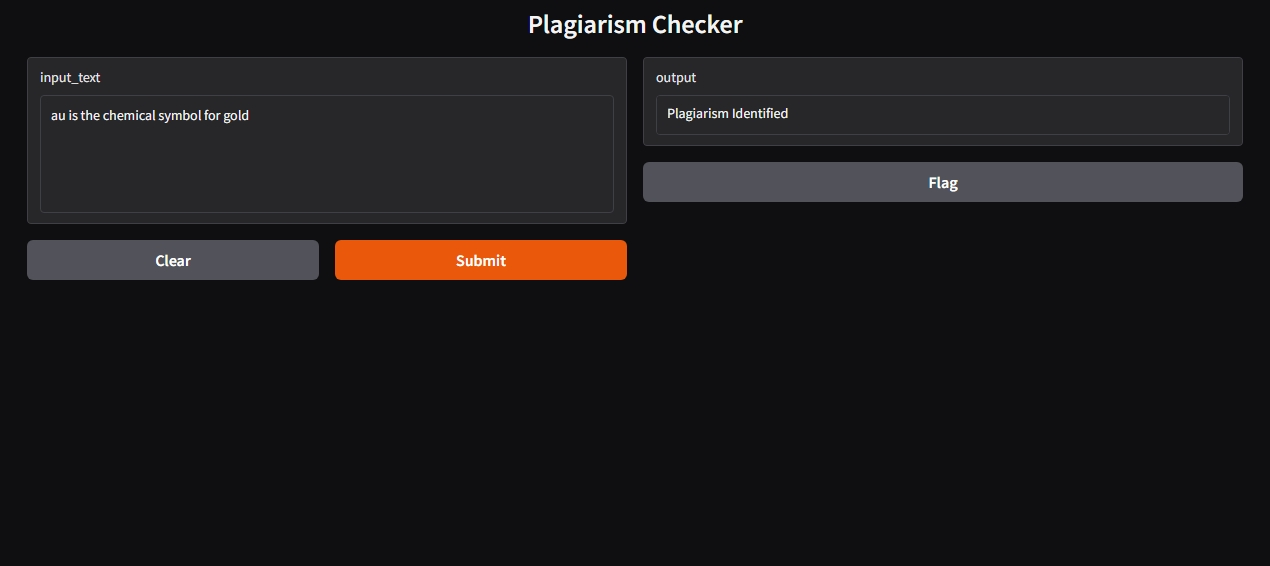 Plagiarism Checker
input_text
au is the chemical symbol for gold
Clear
Submit
output
Plagiarism Identified
Flag